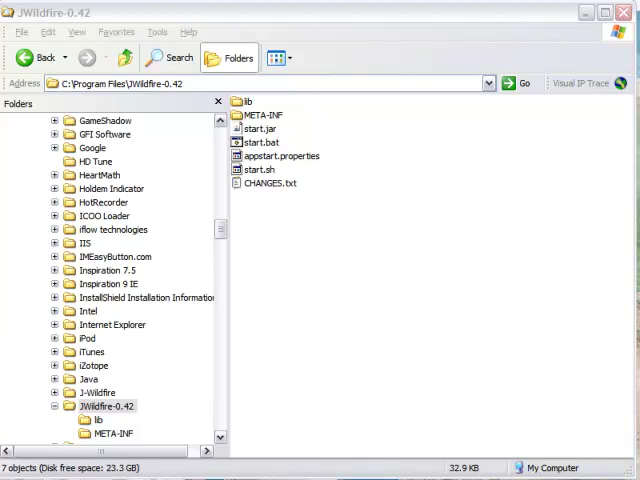 JWildfire-0.42
File Edit View Favorites Tools Help
Back Search Folders
Address C:\Program Files\JWildfire-0.42 Go Visual IP Trace
Folders
GameShadow
GFI Software
Google
HD Tune
HeartMath
Holdem Indicator
HotRecorder
ICOO Loader
iflow technologies
IIS
IMEasyButton.com
Inspiration 7.5
Inspiration 9 IE
InstallShield Installation Informatior
Intel
Internet Explorer
iPod
iTunes
iZotope
Java
J-Wildfire
JWildfire-0.42
lib
META-INF
lib
META-INF
start.jar
start.bat
appstart.properties
start.sh
CHANGES.txt
7 objects (Disk free space: 23.3 GB) 32.9 KB My Computer